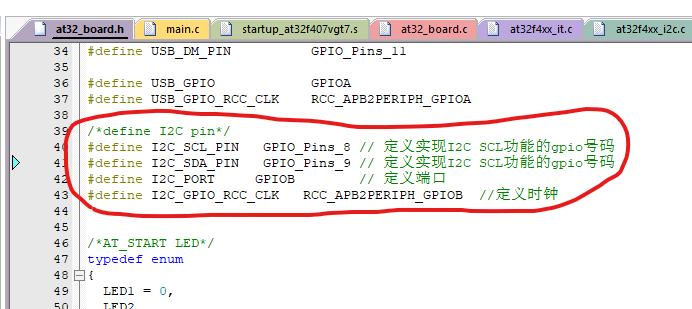 at32_board.h main.c startup_at32f407vgt7.s at32_board.c at32f4xx_it.c at32f4xx_i2c.c
34 #define USB_DM_PIN GPIO_Pins_11
35
36 #define USB_GPIO GPIOA
37 #define USB_GPIO_RCC_CLK RCC_APB2PERIPH_GPIOA
38
39 /*define I2C pin*/
40 #define I2C_SCL_PIN GPIO_Pins_8 // 定义实现I2C SCL功能的gpio号码
41 #define I2C_SDA_PIN GPIO_Pins_9 // 定义实现I2C SCL功能的gpio号码
42 #define I2C_PORT GPIOB // 定义端口
43 #define I2C_GPIO_RCC_CLK RCC_APB2PERIPH_GPIOB //定义时钟
44
45
46 /*AT_START LED*/
47 typedef enum
48 {
49 LED1 = 0,
50 LED2